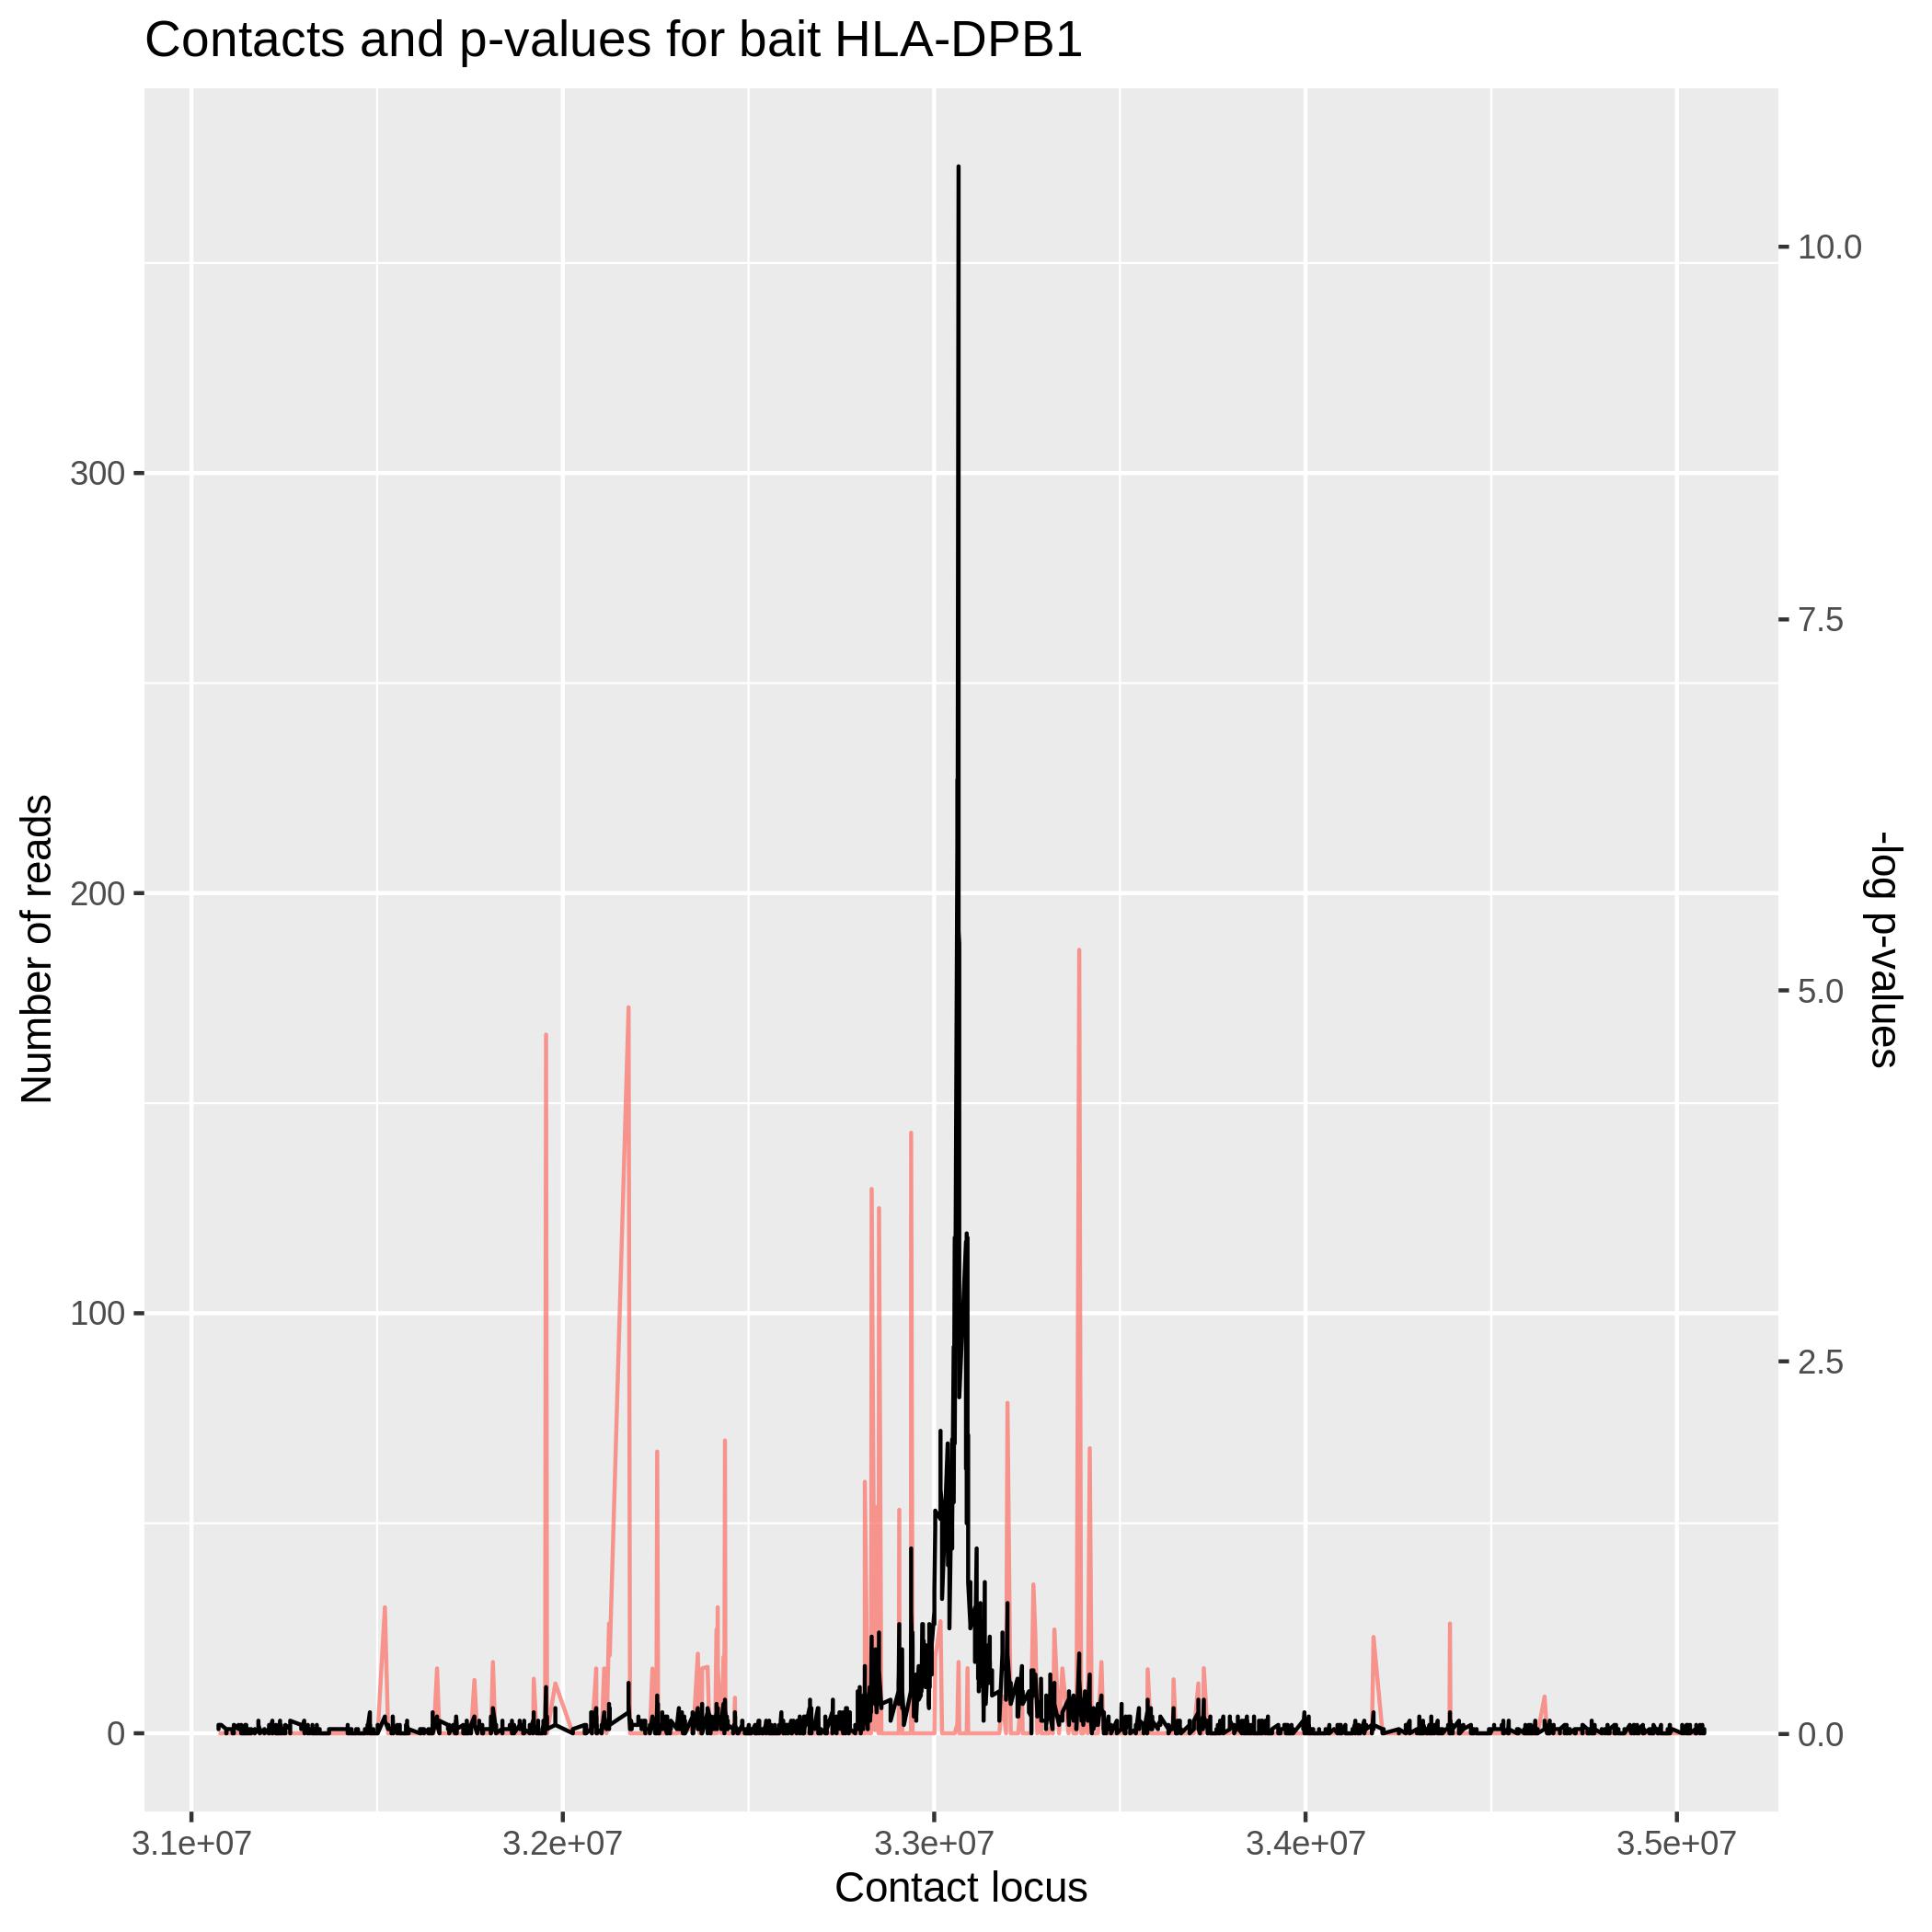 Contacts and p-values for bait HLA-DPB1
Number of reads
300
200
100
0
10.0
7.5
5.0
2.5
0.0
-log p-values
3.1e+07 3.2e+07 3.3e+07 3.4e+07 3.5e+07
Contact locus